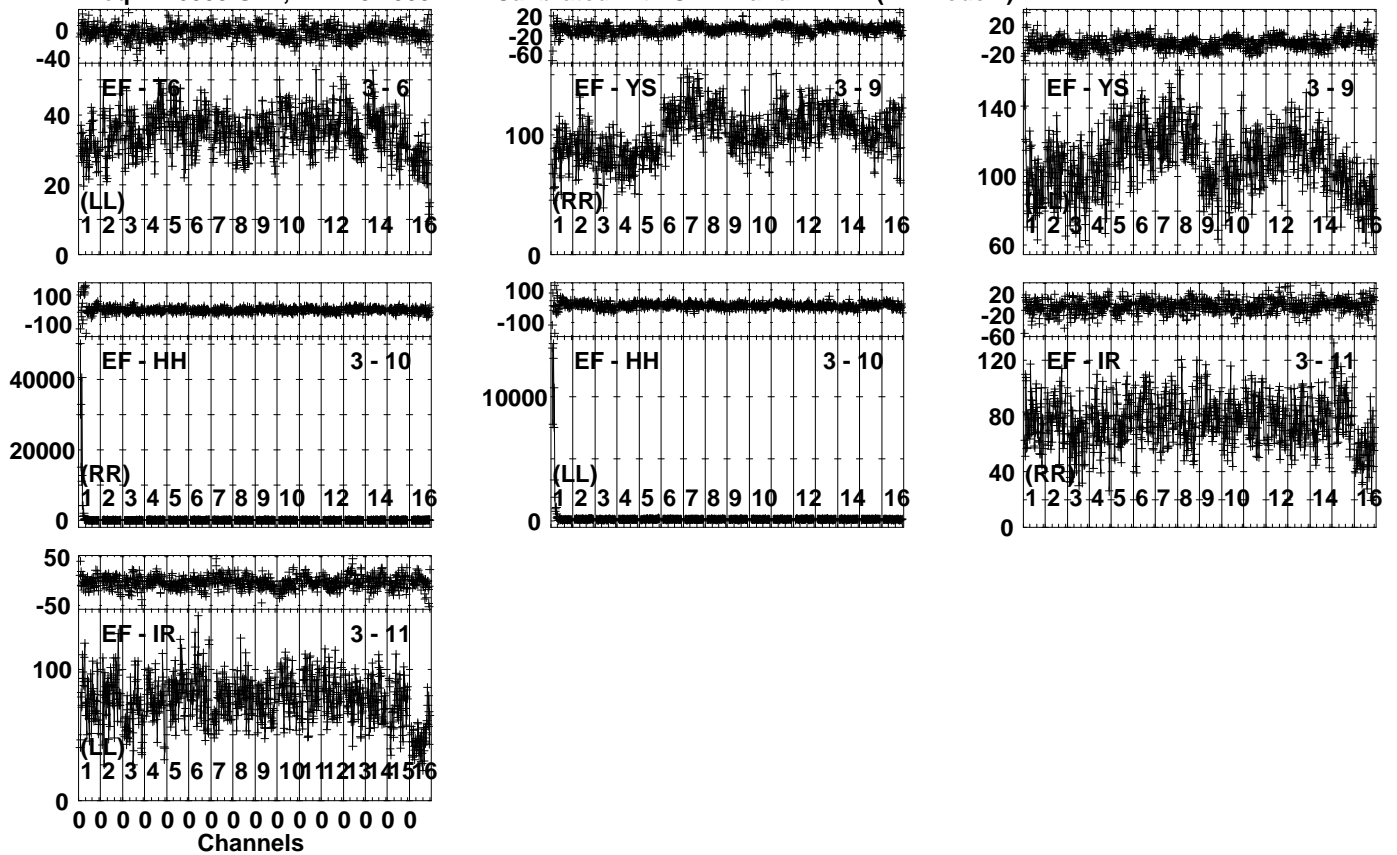 0
-40
EF - T6 3 - 6
40
20
(LL)
1 2 3 4 5 6 7 8 9 10 12 14 16
0
20
-20
-60
EF - YS 3 - 9
100
(RR)
1 2 3 4 5 6 7 8 9 10 12 14 16
0
20
-20
EF - YS 3 - 9
140
100
(LL)
1 2 3 4 5 6 7 8 9 10 12 14 16
60
100
-100
EF - HH 3 - 10
40000
20000
(RR)
1 2 3 4 5 6 7 8 9 10 12 14 16
0
100
-100
EF - HH 3 - 10
10000
(LL)
1 2 3 4 5 6 7 8 9 10 12 14 16
0
20
-20
-60
EF - IR 3 - 11
120
80
40
(RR)
1 2 3 4 5 6 7 8 9 10 12 14 16
0
50
-50
EF - IR 3 - 11
100
(LL)
1 2 3 4 5 6 7 8 9 10 11 12 13 14 15 16
0
0 0 0 0 0 0 0 0 0 0 0 0 0 0 0 0
Channels